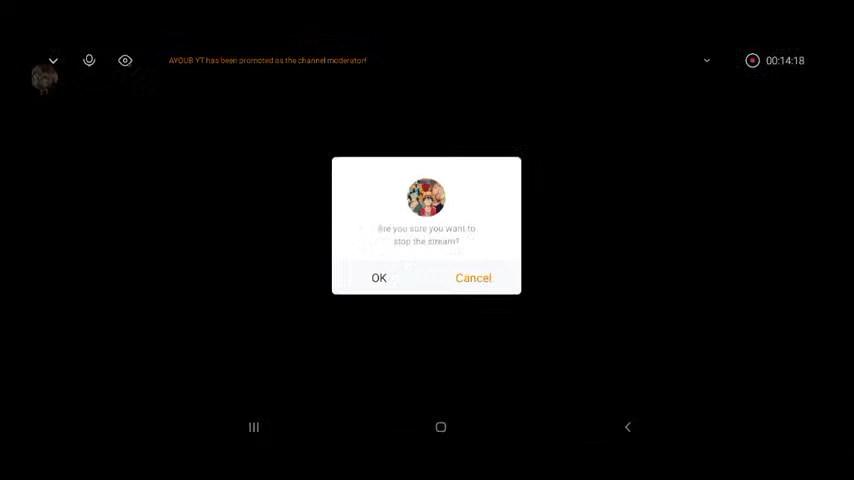 AYOUB YT has been promoted as the channel moderator!
00:14:18
Are you sure you want to
stop the stream?
OK
Cancel